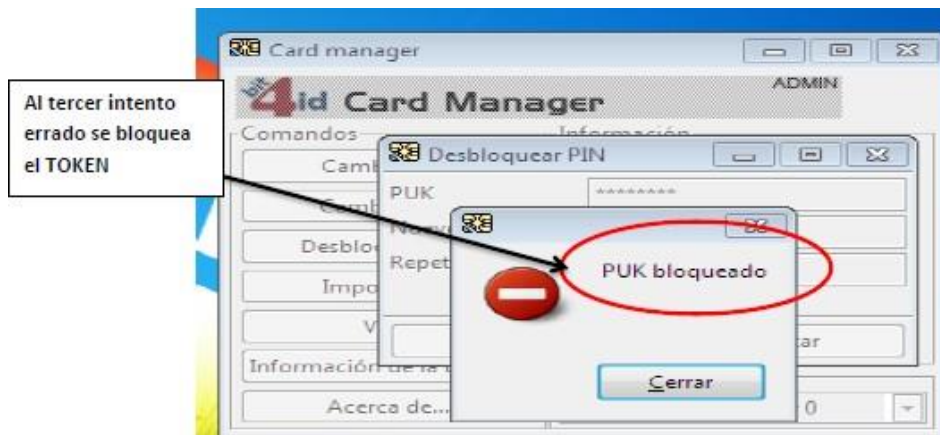 Card manager
bit4id Card Manager
ADMIN
Al tercer intento
errado se bloquea
el TOKEN
Comandos
Información
Desbloquear PIN
PUK
********
PUK bloqueado
Información de la
Acerca de...
0
Cerrar